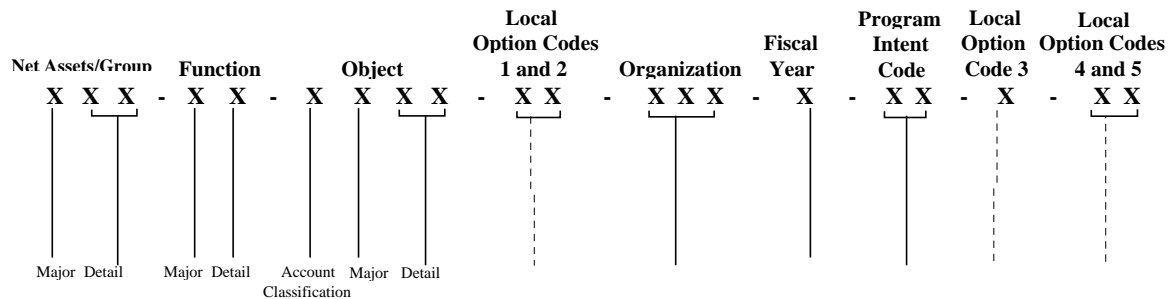 Local
Option Codes
1 and 2
Program
Intent
Code
Local
Option
Code 3
Local
Option Codes
4 and 5
Fiscal
Year
Net Assets/Group
Function
Object
Organization
X X X - X X - X X X X - X X - X X X - X - X X - X - X X
Major Detail Major Detail Account Major Detail
Classification